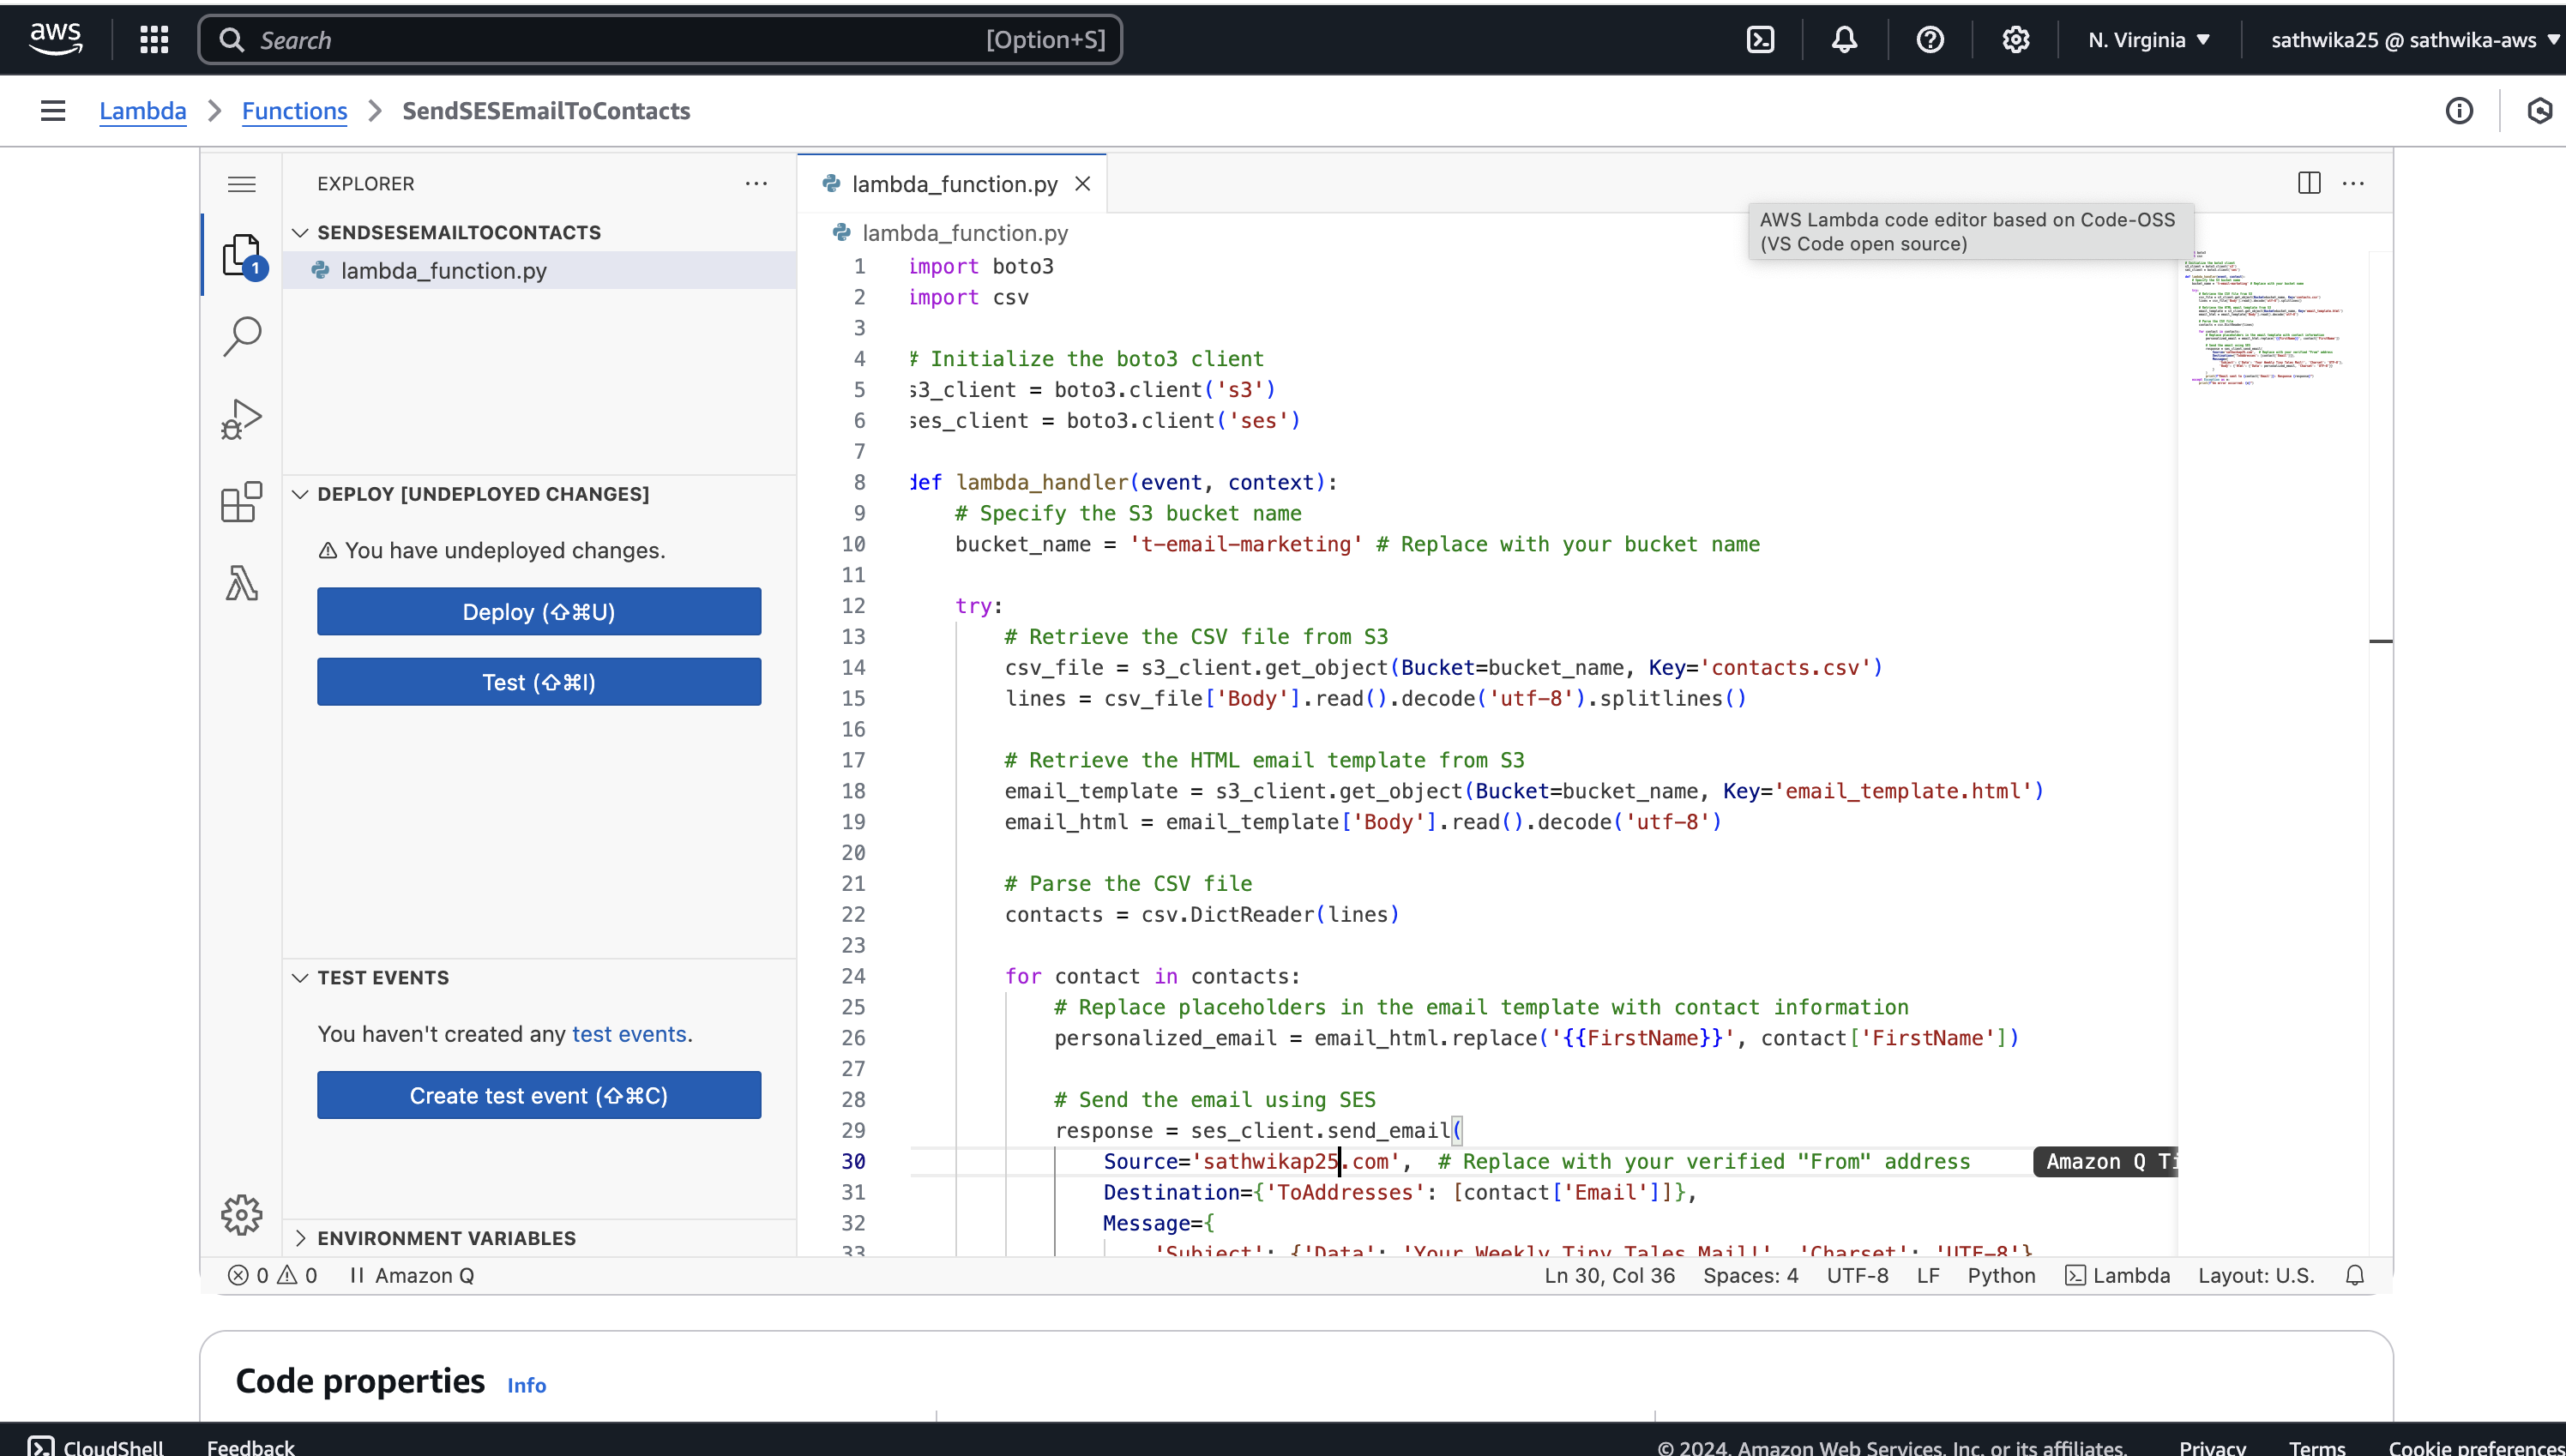 aws
Search [Option+S]
N. Virginia
sathwika25 @ sathwika-aws
Lambda
Functions
SendSESEmailToContacts
EXPLORER
SENDSESEMAILTOCONTACTS
lambda_function.py
1
DEPLOY [UNDEPLOYED CHANGES]
You have undeployed changes.
Deploy (⇧⌘U)
Test (⇧⌘I)
TEST EVENTS
You haven't created any test events.
Create test event (⇧⌘C)
ENVIRONMENT VARIABLES
lambda_function.py
lambda_function.py
AWS Lambda code editor based on Code-OSS
(VS Code open source)
1 import boto3
2 import csv
3
4 # Initialize the boto3 client
5 s3_client = boto3.client('s3')
6 ses_client = boto3.client('ses')
7
8 def lambda_handler(event, context):
9 # Specify the S3 bucket name
10 bucket_name = 't-email-marketing' # Replace with your bucket name
11
12 try:
13 # Retrieve the CSV file from S3
14 csv_file = s3_client.get_object(Bucket=bucket_name, Key='contacts.csv')
15 lines = csv_file['Body'].read().decode('utf-8').splitlines()
16
17 # Retrieve the HTML email template from S3
18 email_template = s3_client.get_object(Bucket=bucket_name, Key='email_template.html')
19 email_html = email_template['Body'].read().decode('utf-8')
20
21 # Parse the CSV file
22 contacts = csv.DictReader(lines)
23
24 for contact in contacts:
25 # Replace placeholders in the email template with contact information
26 personalized_email = email_html.replace('{{FirstName}}', contact['FirstName'])
27
28 # Send the email using SES
29 response = ses_client.send_email(
30 Source='sathwikap25.com', # Replace with your verified "From" address
Amazon Q Ti
31 Destination={'ToAddresses': [contact['Email']]},
32 Message={
33 'Subject': {'Data': 'Your Weekly Tiny Tales Mail!', 'Charset': 'UTF-8'}
0 0 Amazon Q
Ln 30, Col 36 Spaces: 4 UTF-8 LF Python Lambda Layout: U.S.
Code properties Info
CloudShell Feedback
© 2024, Amazon Web Services, Inc. or its affiliates. Privacy Terms Cookie preferences